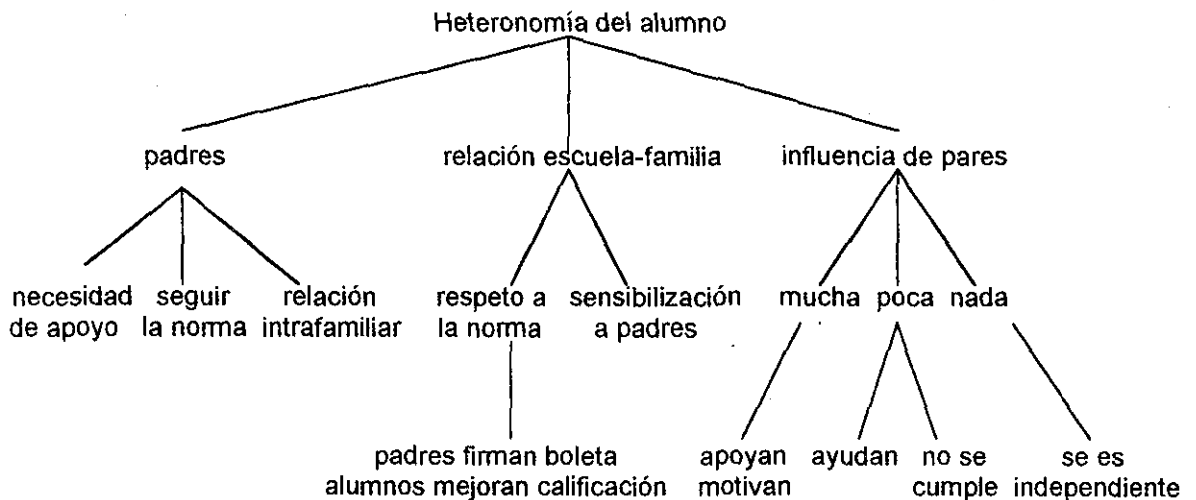 Heteronomía del alumno
padres
relación escuela-familia
influencia de pares
necesidad
de apoyo
seguir
la norma
relación
intrafamiliar
respeto a
la norma
sensibilización
a padres
mucha
poca
nada
padres firman boleta
alumnos mejoran calificación
apoyan
motivan
ayudan
no se
cumple
se es
independiente